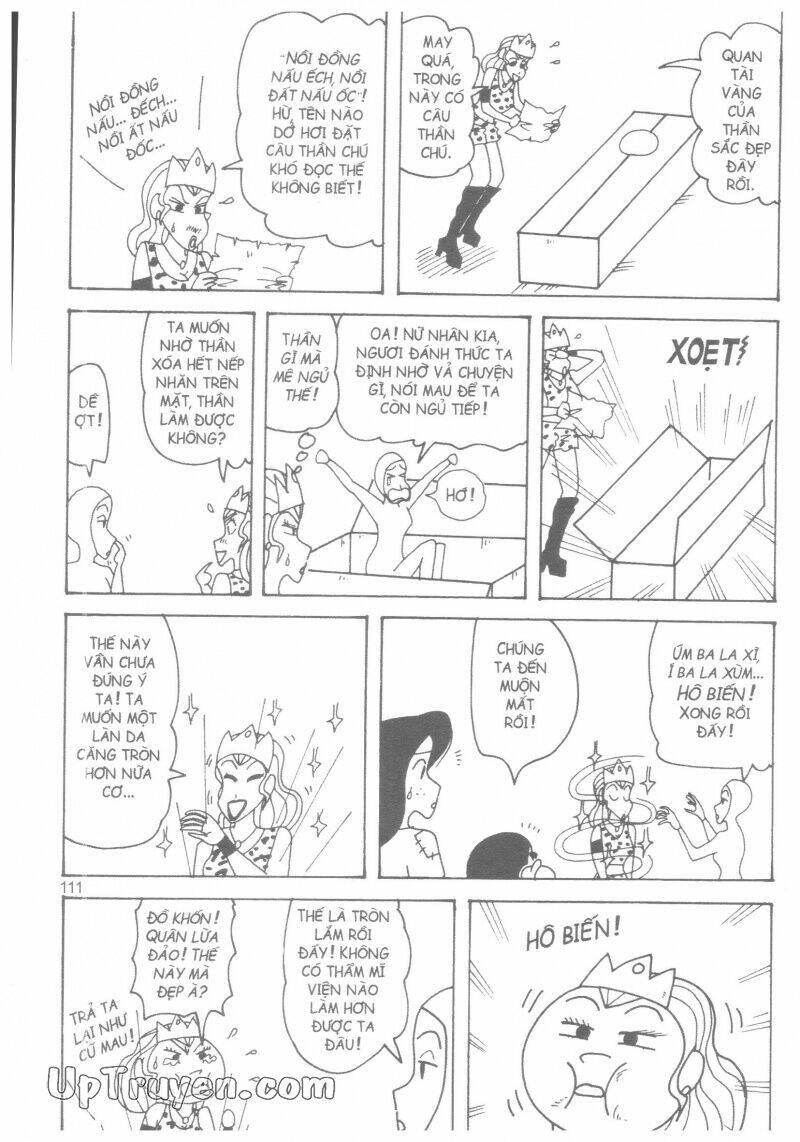 QUAN
TÀI
VÀNG
CỦA
THẦN
SẮC ĐẸP
ĐÂY
RỒI.
MAY
QUÁ,
TRONG
NÀY CÓ
CÂU
THẦN
CHÚ.
"NỒI ĐỒNG
NẤU ẾCH, NỒI
ĐẤT NẤU ỐC"!
HỪ, TÊN NÀO
DỞ HƠI ĐẶT
CÂU THẦN CHÚ
KHÓ ĐỌC THẾ
KHÔNG BIẾT!
NỒI ĐỒNG
NẤU... ĐẾCH...
NỒI ẤT NẤU
ĐỐC...
XOẸT!
OA! NỮ NHÂN KIA,
NGƯƠI ĐÁNH THỨC TA
ĐỊNH NHỜ VẢ CHUYỆN
GÌ, NÓI MAU ĐỂ TA
CÒN NGỦ TIẾP!
HƠ!
THẦN
GÌ MÀ
MÊ NGỦ
THẾ!
TA MUỐN
NHỜ THẦN
XÓA HẾT NẾP
NHĂN TRÊN
MẶT, THẦN
LÀM ĐƯỢC
KHÔNG?
DỄ
ỢT!
ÚM BA LA XÌ,
Í BA LA XÙM...
HÔ BIẾN!
XONG RỒI
ĐẤY!
CHÚNG
TA ĐẾN
MUỘN
MẤT
RỒI!
THẾ NÀY
VẪN CHƯA
ĐÚNG Ý
TA! TA
MUỐN MỘT
LÀN DA
CĂNG TRÒN
HƠN NỮA
CƠ...
111
HÔ BIẾN!
THẾ LÀ TRÒN
LẮM RỒI
ĐẤY! KHÔNG
CÓ THẨM MĨ
VIỆN NÀO
LÀM HƠN
ĐƯỢC TA
ĐÂU!
ĐỒ KHỐN!
QUÂN LỪA
ĐẢO! THẾ
NÀY MÀ
ĐẸP À?
TRẢ TA
LẠI NHƯ
CŨ MAU!
UpTruyen.com